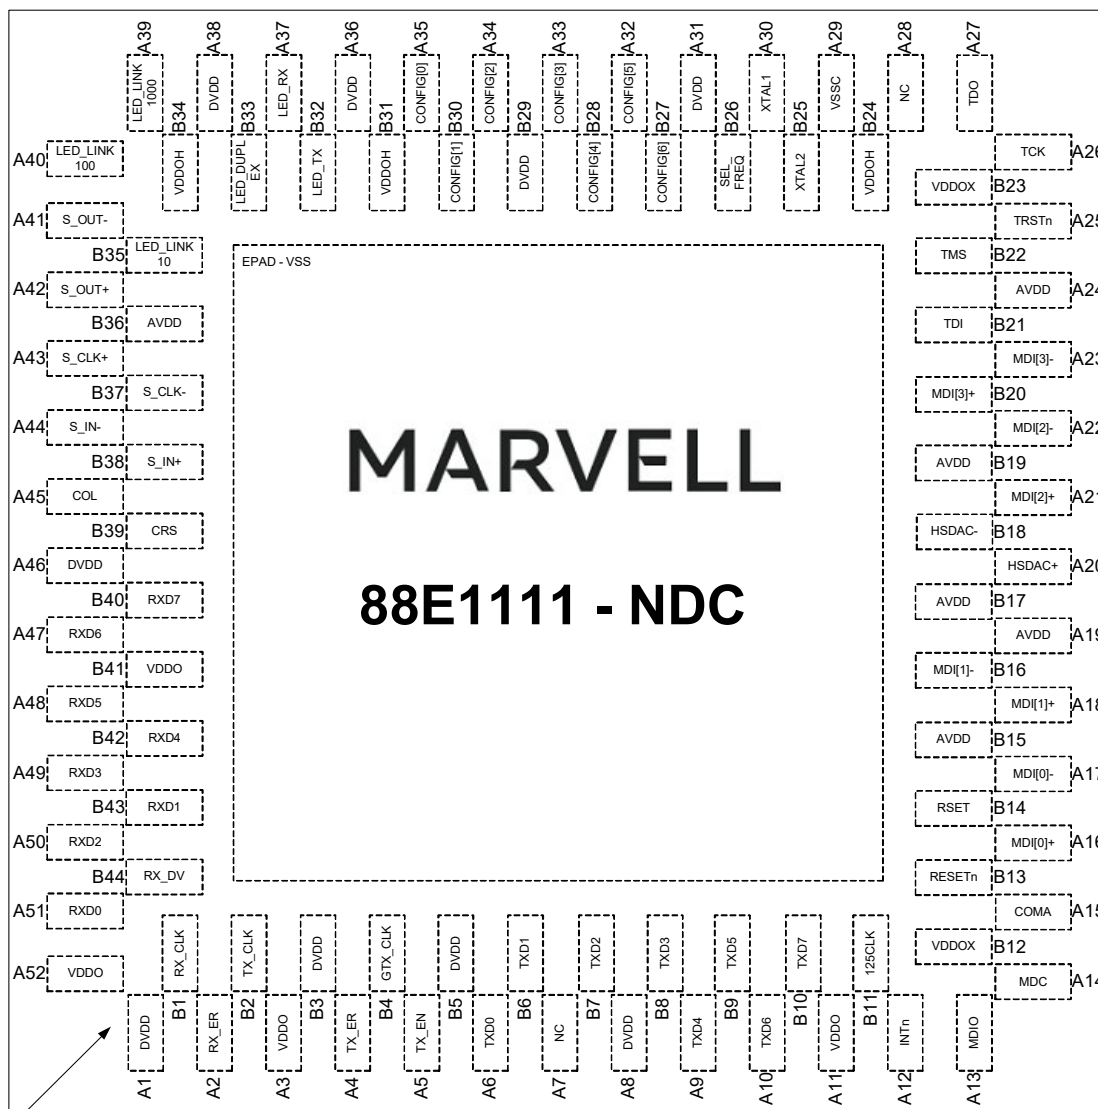 A39 A38 A37 A36 A35 A34 A33 A32 A31 A30 A29 A28 A27
LED_LINK 1000
DVDD
LED_RX
DVDD
CONFIG[0]
CONFIG[2]
CONFIG[3]
CONFIG[5]
DVDD
XTAL1
VSSC
NC
TDO
B34 B33 B32 B31 B30 B29 B28 B27 B26 B25 B24
VDDOH
LED_DUPL EX
LED_TX
VDDOH
CONFIG[1]
DVDD
CONFIG[4]
CONFIG[6]
SEL_ FREQ
XTAL2
VDDOH
A40 LED_LINK 100
A41 S_OUT-
B35 LED_LINK 10
A42 S_OUT+
B36 AVDD
A43 S_CLK+
B37 S_CLK-
A44 S_IN-
B38 S_IN+
A45 COL
B39 CRS
A46 DVDD
B40 RXD7
A47 RXD6
B41 VDDO
A48 RXD5
B42 RXD4
A49 RXD3
B43 RXD1
A50 RXD2
B44 RX_DV
A51 RXD0
A52 VDDO
EPAD - VSS
MARVELL
88E1111 - NDC
TCK A26
VDDOX B23
TRSTn A25
TMS B22
AVDD A24
TDI B21
MDI[3]- A23
MDI[3]+ B20
MDI[2]- A22
AVDD B19
MDI[2]+ A21
HSDAC- B18
HSDAC+ A20
AVDD B17
AVDD A19
MDI[1]- B16
MDI[1]+ A18
AVDD B15
MDI[0]- A17
RSET B14
MDI[0]+ A16
RESETn B13
COMA A15
VDDOX B12
MDC A14
RX_CLK
TX_CLK
DVDD
GTX_CLK
DVDD
TXD1
TXD2
TXD3
TXD5
TXD7
125CLK
B1 B2 B3 B4 B5 B6 B7 B8 B9 B10 B11
DVDD
RX_ER
VDDO
TX_ER
TX_EN
TXD0
NC
DVDD
TXD4
TXD6
VDDO
INTn
MDIO
A1 A2 A3 A4 A5 A6 A7 A8 A9 A10 A11 A12 A13